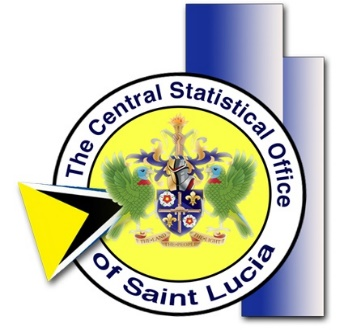 The Central Statistical Office
of Saint Lucia